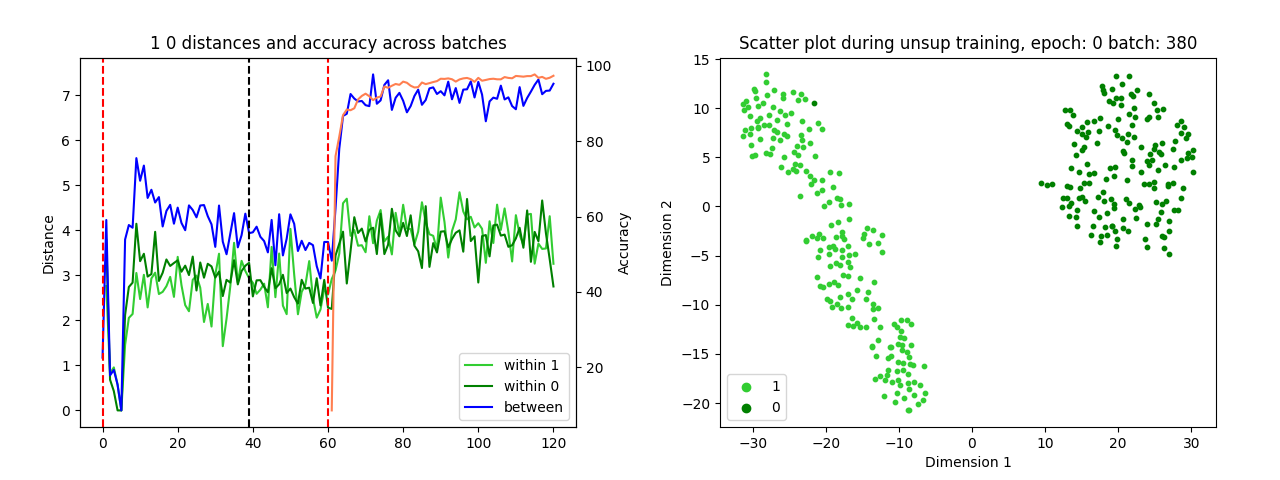 1 0 distances and accuracy across batches
Distance
7
6
5
4
3
2
1
0
0 20 40 60 80 100 120
100
80
60
40
20
Accuracy
within 1
within 0
between
Scatter plot during unsup training, epoch: 0 batch: 380
Dimension 2
15
10
5
0
−5
−10
−15
−20
−30 −20 −10 0 10 20 30
Dimension 1
1
0